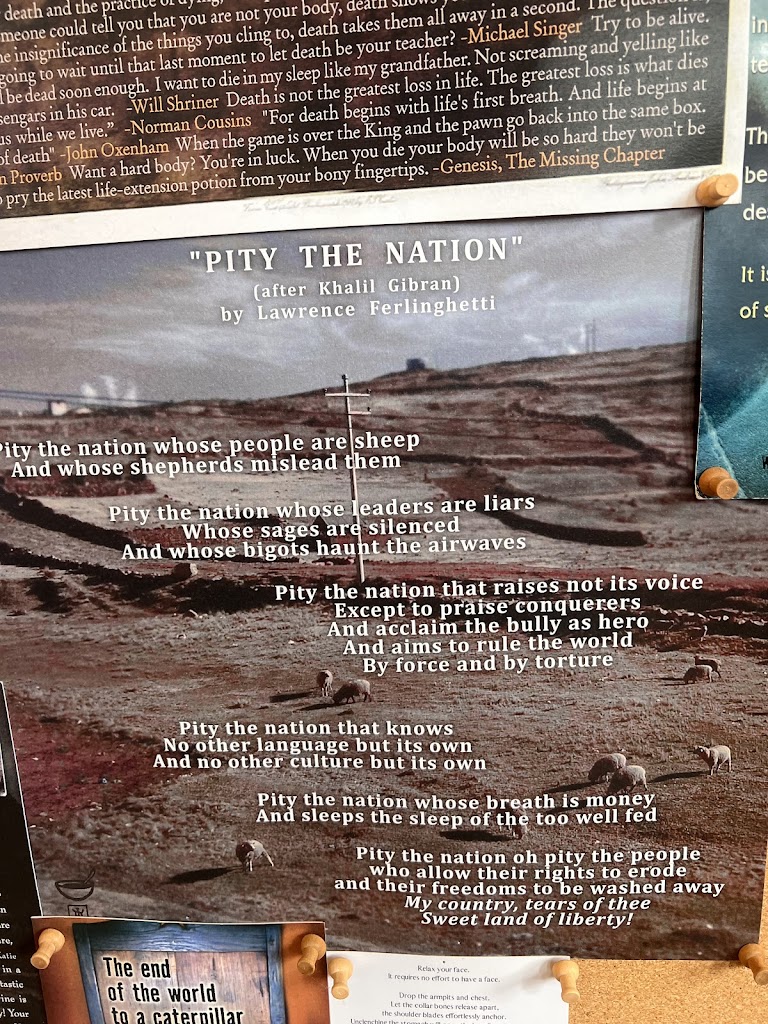 death and the practice of dying,
meone could tell you that you are not your body, death shows you
he insignificance of the things you cling to, death takes them all away in a second. The question is,
going to wait until that last moment to let death be your teacher? -Michael Singer Try to be alive.
l be dead soon enough. I want to die in my sleep like my grandfather. Not screaming and yelling like
sengars in his car. -Will Shriner Death is not the greatest loss in life. The greatest loss is what dies
us while we live." -Norman Cousins "For death begins with life's first breath. And life begins at
of death" -John Oxenham When the game is over the King and the pawn go back into the same box.
n Proverb Want a hard body? You're in luck. When you die your body will be so hard they won't be
o pry the latest life-extension potion from your bony fingertips. -Genesis, The Missing Chapter
"PITY THE NATION"
(after Khalil Gibran)
by Lawrence Ferlinghetti
Pity the nation whose people are sheep
And whose shepherds mislead them
Pity the nation whose leaders are liars
Whose sages are silenced
And whose bigots haunt the airwaves
Pity the nation that raises not its voice
Except to praise conquerers
And acclaim the bully as hero
And aims to rule the world
By force and by torture
Pity the nation that knows
No other language but its own
And no other culture but its own
Pity the nation whose breath is money
And sleeps the sleep of the too well fed
Pity the nation oh pity the people
who allow their rights to erode
and their freedoms to be washed away
My country, tears of thee
Sweet land of liberty!
in
te
Th
be
des
It is
of s
n
re
re,
Katie
in a
tastic
ine is
y! Your
The end
of the world
to a caterpillar
Relax your face.
It requires no effort to have a face.
Drop the armpits and chest.
Let the collar bones release apart,
the shoulder blades effortlessly anchor.